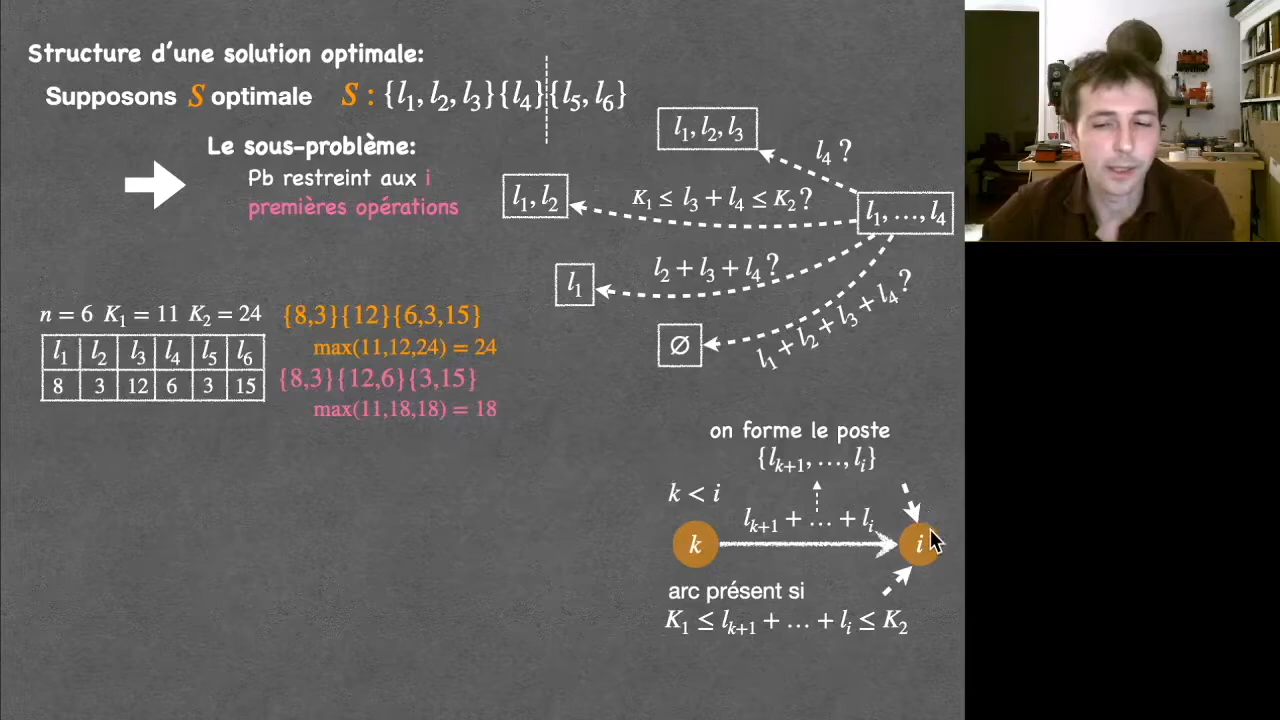 Structure d'une solution optimale:
Supposons S optimale S : {l₁, l₂, l₃}{l₄}{l₅, l₆}
Le sous-problème:
Pb restreint aux i
premières opérations
l₁, l₂, l₃
l₄ ?
l₁, l₂
K₁ ≤ l₃ + l₄ ≤ K₂ ?
l₁, …, l₄
l₁
l₂ + l₃ + l₄ ?
∅
l₁ + l₂ + l₃ + l₄ ?
n = 6 K₁ = 11 K₂ = 24
l₁ l₂ l₃ l₄ l₅ l₆
8 3 12 6 3 15
{8,3}{12}{6,3,15}
max(11,12,24) = 24
{8,3}{12,6}{3,15}
max(11,18,18) = 18
on forme le poste
{lₖ₊₁, …, lᵢ}
k < i
lₖ₊₁ + … + lᵢ
k
i
arc présent si
K₁ ≤ lₖ₊₁ + … + lᵢ ≤ K₂